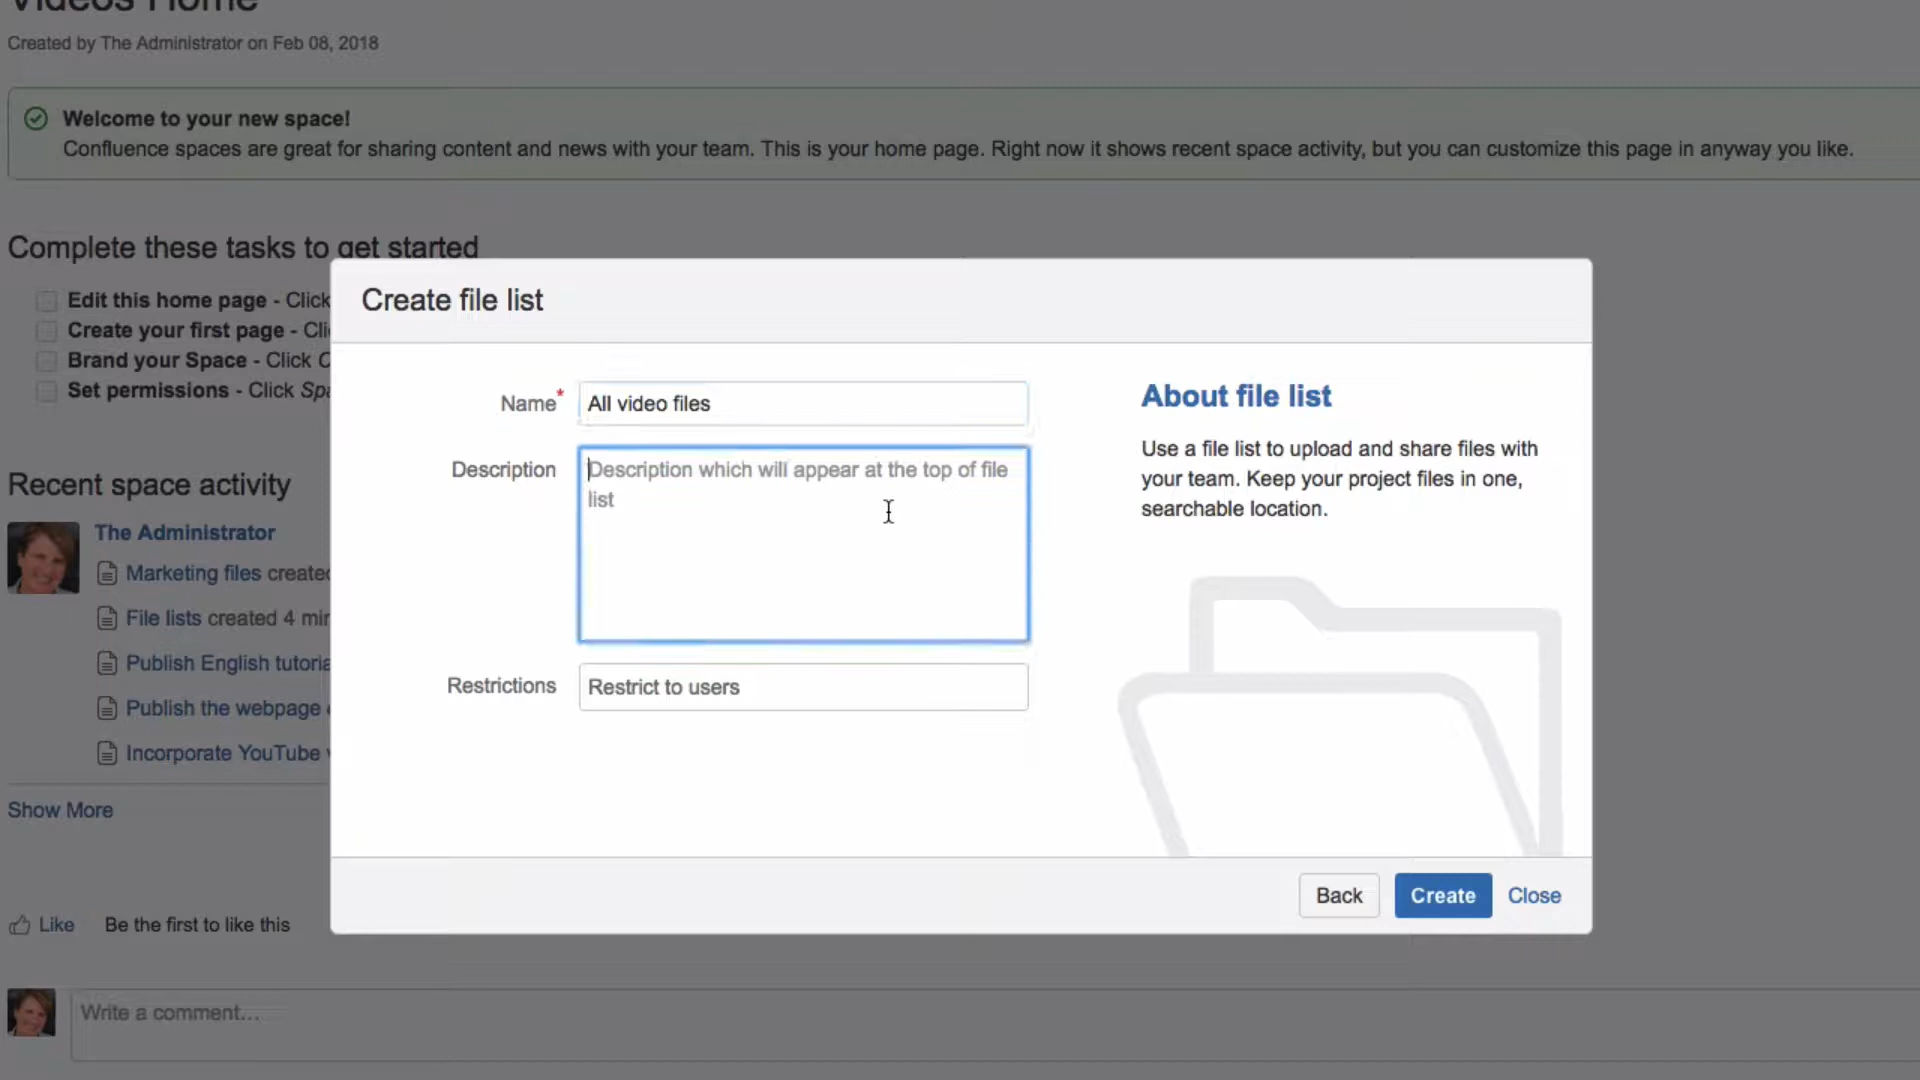 Videos Home
Created by The Administrator on Feb 08, 2018
Welcome to your new space!
Confluence spaces are great for sharing content and news with your team. This is your home page. Right now it shows recent space activity, but you can customize this page in anyway you like.
Complete these tasks to get started
Edit this home page - Click
Create your first page - Cli
Brand your Space - Click C
Set permissions - Click Spa
Recent space activity
The Administrator
Marketing files created
File lists created 4 min
Publish English tutoria
Publish the webpage
Incorporate YouTube
Show More
Like Be the first to like this
Write a comment...
Create file list
Name* All video files
Description Description which will appear at the top of file
list
Restrictions Restrict to users
About file list
Use a file list to upload and share files with
your team. Keep your project files in one,
searchable location.
Back Create Close